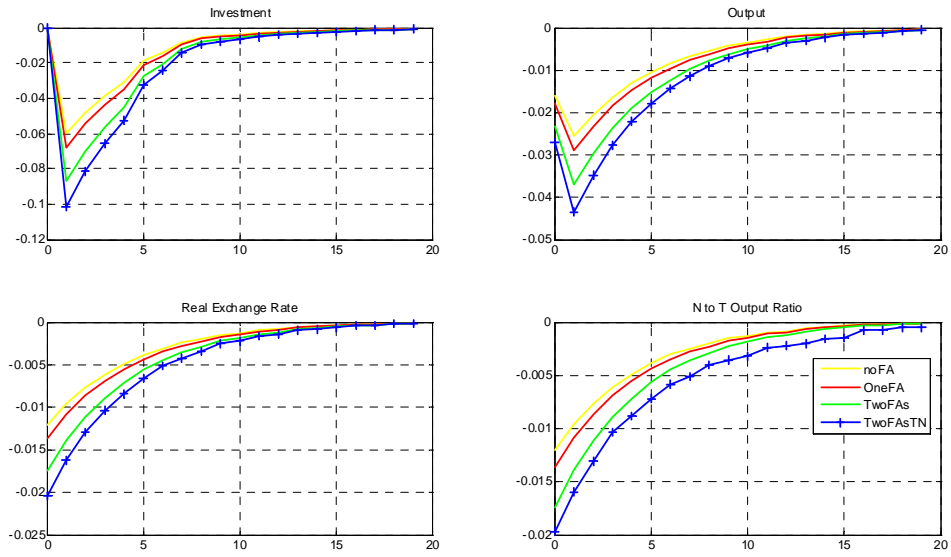 Investment
0
-0.02
-0.04
-0.06
-0.08
-0.1
-0.12
0 5 10 15 20
Output
0
-0.01
-0.02
-0.03
-0.04
-0.05
0 5 10 15 20
Real Exchange Rate
0
-0.005
-0.01
-0.015
-0.02
-0.025
0 5 10 15 20
N to T Output Ratio
0
-0.005
-0.01
-0.015
-0.02
0 5 10 15 20
noFA
OneFA
TwoFAs
TwoFAsTN